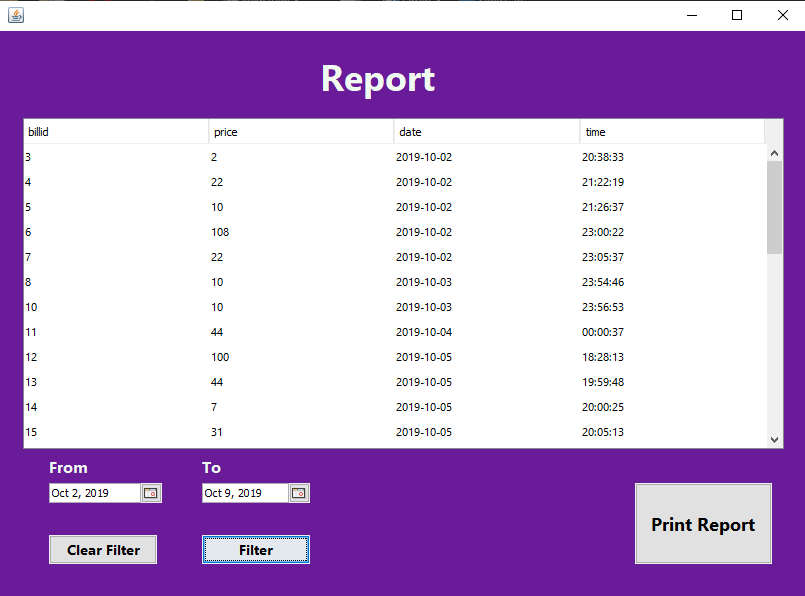 Report
billid price date time
3 2 2019-10-02 20:38:33
4 22 2019-10-02 21:22:19
5 10 2019-10-02 21:26:37
6 108 2019-10-02 23:00:22
7 22 2019-10-02 23:05:37
8 10 2019-10-03 23:54:46
10 10 2019-10-03 23:56:53
11 44 2019-10-04 00:00:37
12 100 2019-10-05 18:28:13
13 44 2019-10-05 19:59:48
14 7 2019-10-05 20:00:25
15 31 2019-10-05 20:05:13
From To
Oct 2, 2019 Oct 9, 2019
Print Report
Clear Filter Filter